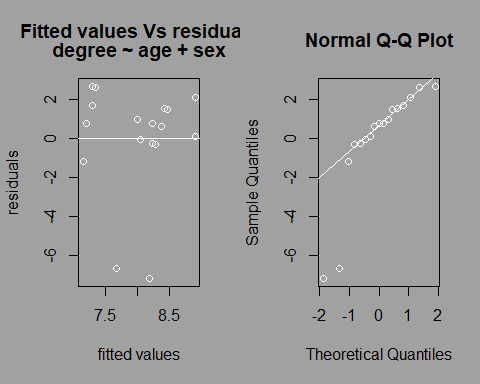 Fitted values Vs residua
degree ~ age + sex
residuals
2
0
-2
-4
-6
7.5
8.5
fitted values
Normal Q-Q Plot
Sample Quantiles
2
0
-2
-4
-6
-2
-1
0
1
2
Theoretical Quantiles